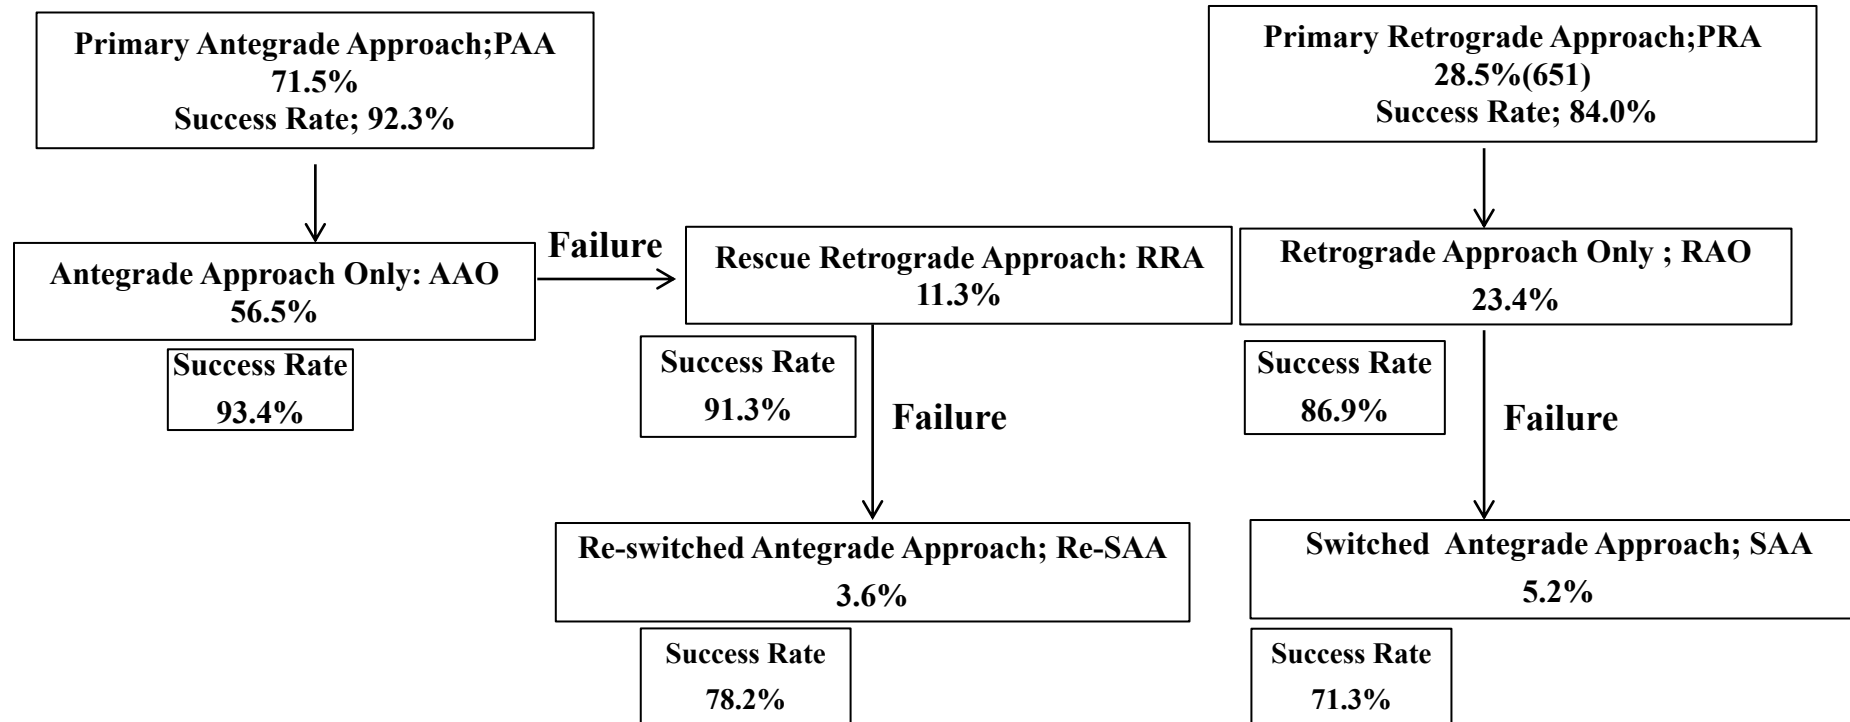 Primary Antegrade Approach;PAA
71.5%
Success Rate; 92.3%
Primary Retrograde Approach;PRA
28.5%(651)
Success Rate; 84.0%
Antegrade Approach Only: AAO
56.5%
Failure
Rescue Retrograde Approach: RRA
11.3%
Retrograde Approach Only ; RAO
23.4%
Success Rate
93.4%
Success Rate
91.3%
Failure
Success Rate
86.9%
Failure
Re-switched Antegrade Approach; Re-SAA
3.6%
Switched Antegrade Approach; SAA
5.2%
Success Rate
78.2%
Success Rate
71.3%